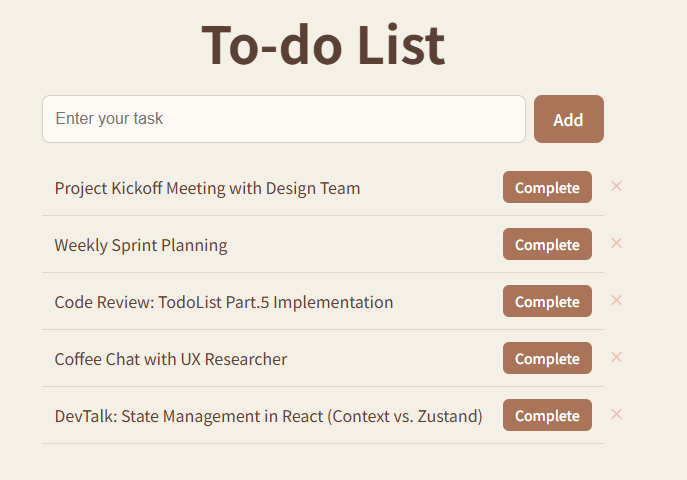 To-do List
Enter your task Add
Project Kickoff Meeting with Design Team Complete ×
Weekly Sprint Planning Complete ×
Code Review: TodoList Part.5 Implementation Complete ×
Coffee Chat with UX Researcher Complete ×
DevTalk: State Management in React (Context vs. Zustand) Complete ×